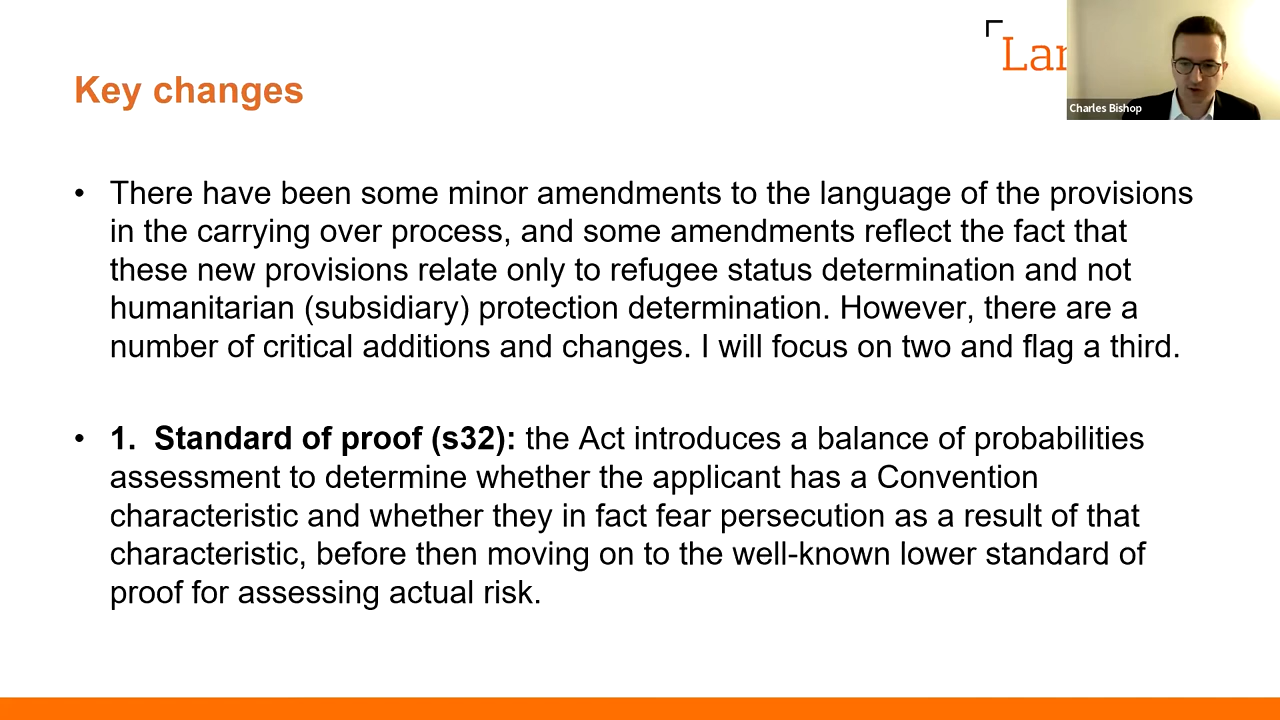 Lan
Charles Bishop
Key changes
• There have been some minor amendments to the language of the provisions
in the carrying over process, and some amendments reflect the fact that
these new provisions relate only to refugee status determination and not
humanitarian (subsidiary) protection determination. However, there are a
number of critical additions and changes. I will focus on two and flag a third.
• 1. Standard of proof (s32): the Act introduces a balance of probabilities
assessment to determine whether the applicant has a Convention
characteristic and whether they in fact fear persecution as a result of that
characteristic, before then moving on to the well-known lower standard of
proof for assessing actual risk.